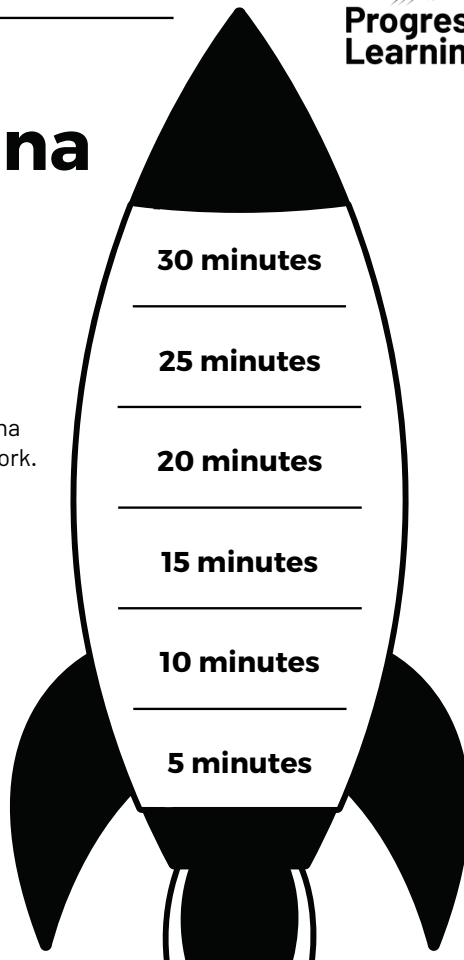 Progres
Learnin
na
30 minutes
25 minutes
na
ork.
20 minutes
15 minutes
10 minutes
5 minutes